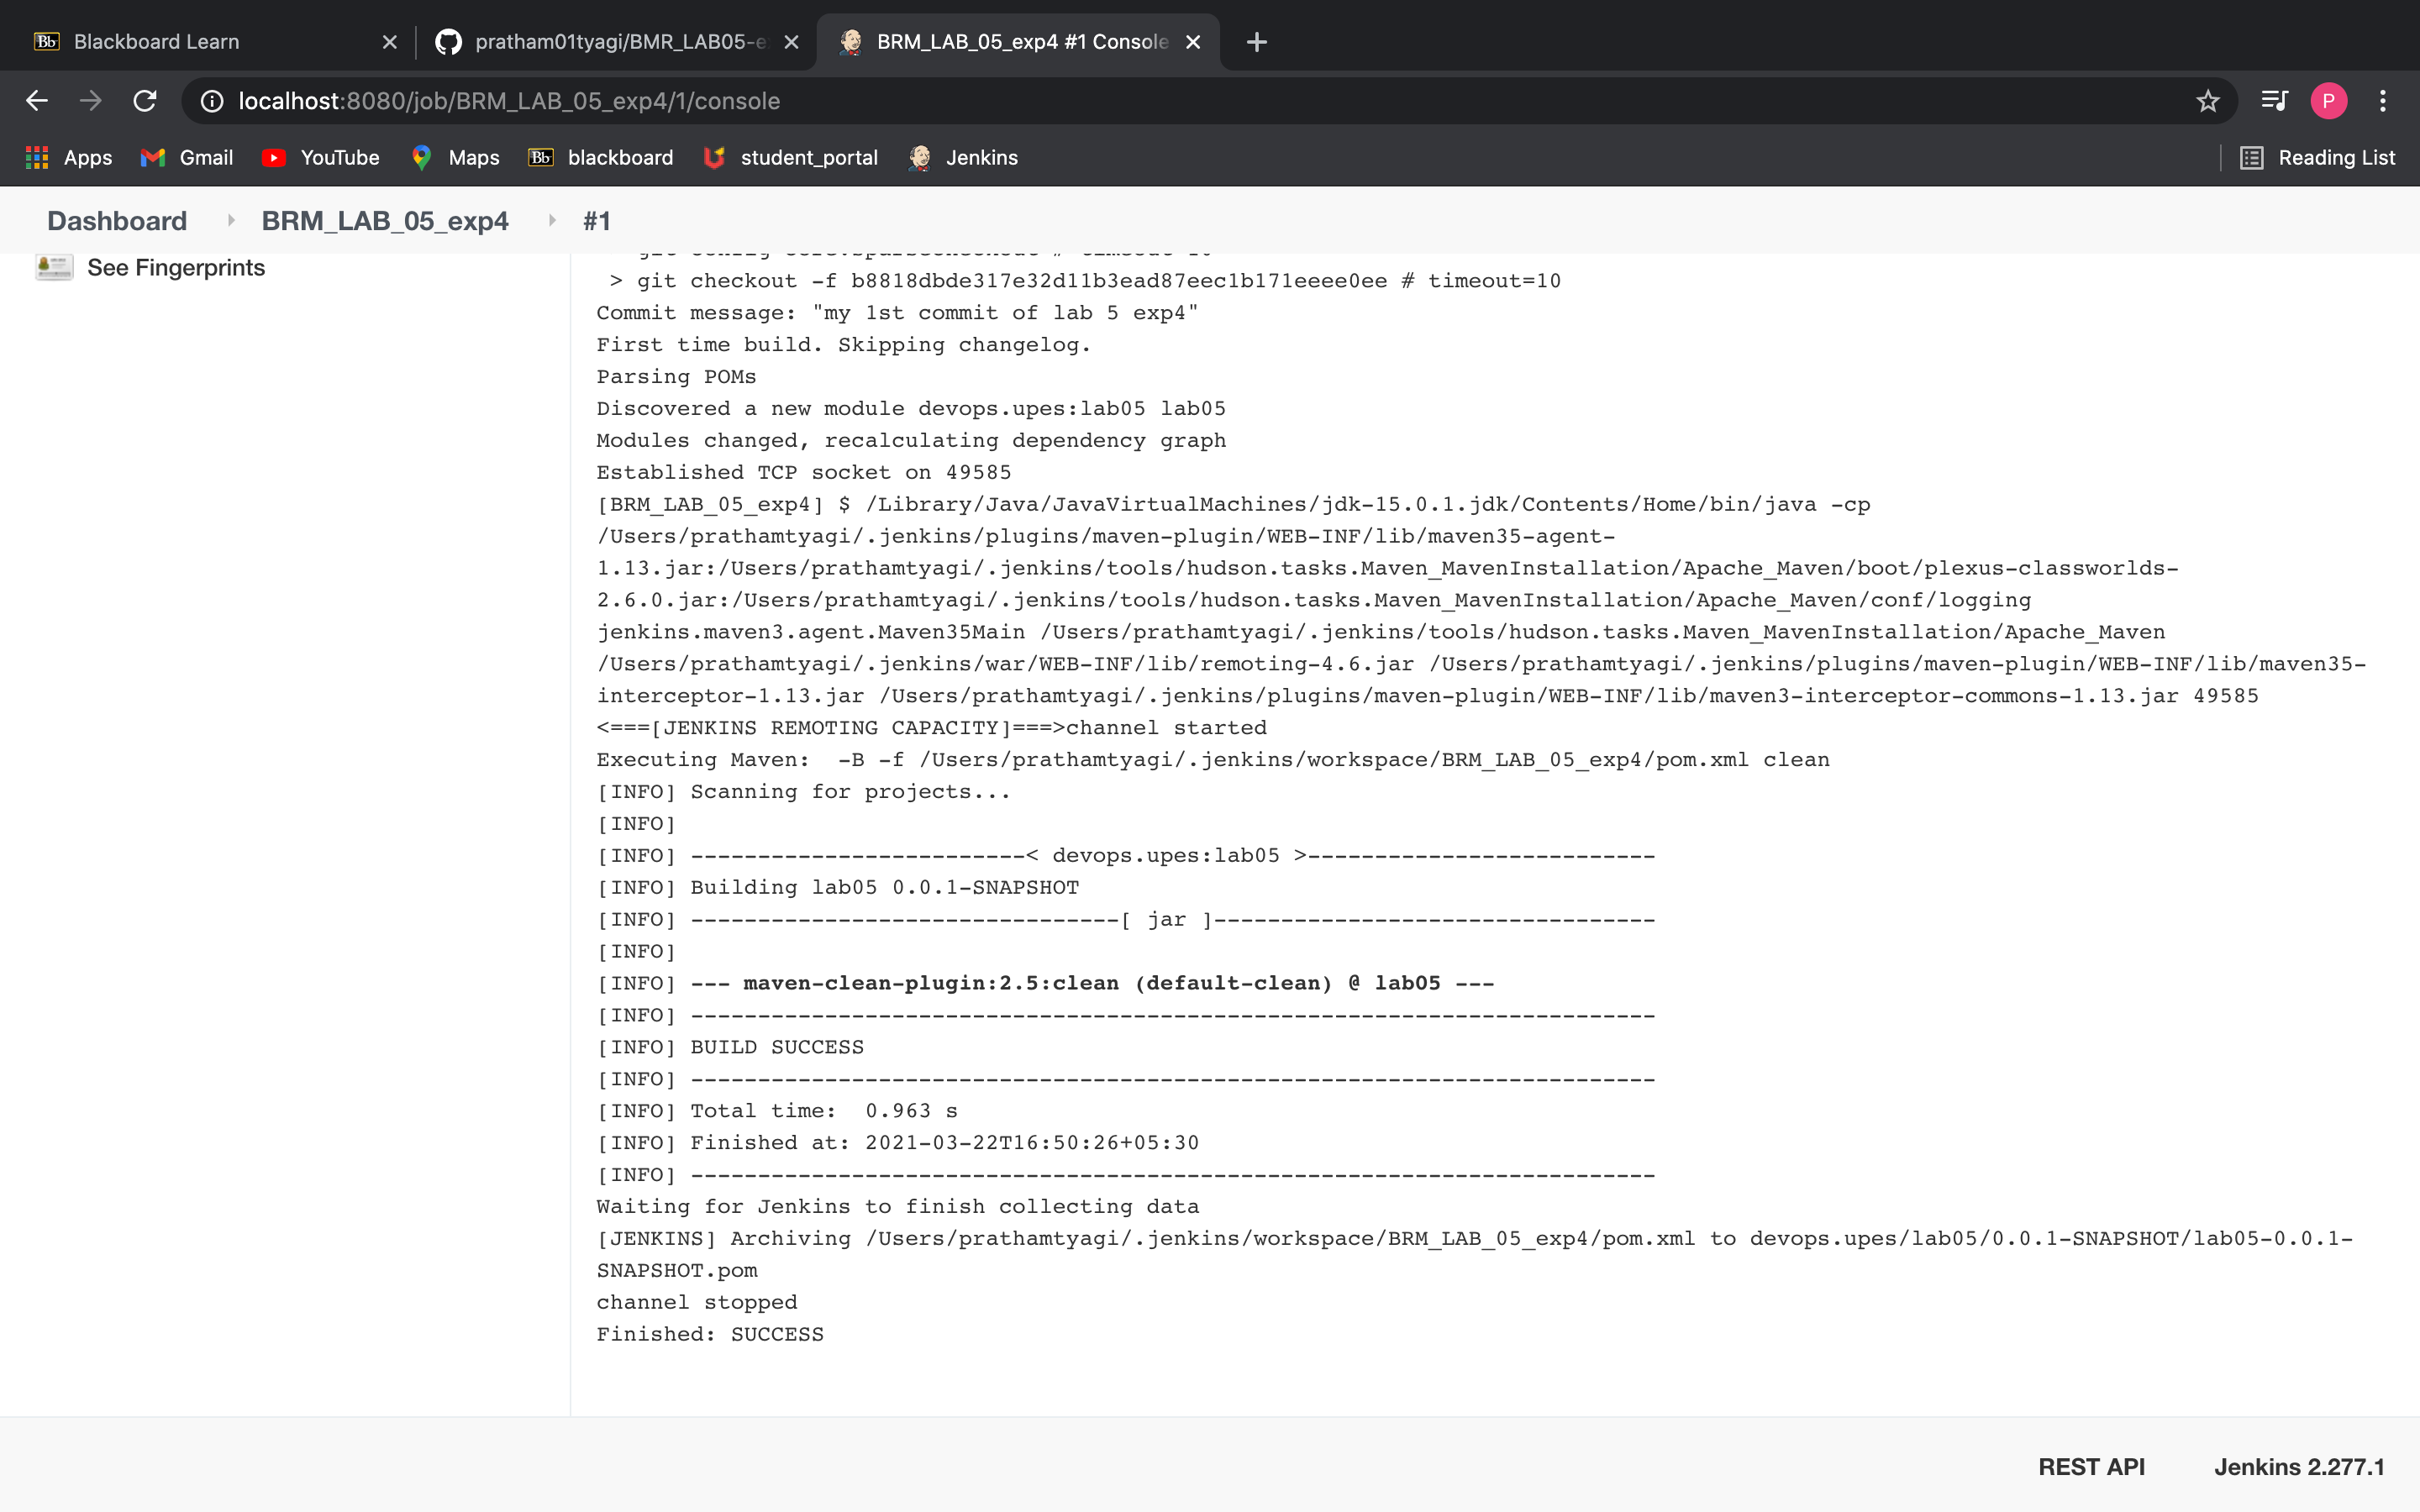 Blackboard Learn
pratham01tyagi/BMR_LAB05-e
BRM_LAB_05_exp4 #1 Console
localhost:8080/job/BRM_LAB_05_exp4/1/console
P
Apps
Gmail
YouTube
Maps
Bb
blackboard
student_portal
Jenkins
Reading List
Dashboard
BRM_LAB_05_exp4
#1
See Fingerprints
> git checkout -f b8818dbde317e32d11b3ead87eec1b171eeee0ee # timeout=10
Commit message: "my 1st commit of lab 5 exp4"
First time build. Skipping changelog.
Parsing POMs
Discovered a new module devops.upes:lab05 lab05
Modules changed, recalculating dependency graph
Established TCP socket on 49585
[BRM_LAB_05_exp4] $ /Library/Java/JavaVirtualMachines/jdk-15.0.1.jdk/Contents/Home/bin/java -cp
/Users/prathamtyagi/.jenkins/plugins/maven-plugin/WEB-INF/lib/maven35-agent-
1.13.jar:/Users/prathamtyagi/.jenkins/tools/hudson.tasks.Maven_MavenInstallation/Apache_Maven/boot/plexus-classworlds-
2.6.0.jar:/Users/prathamtyagi/.jenkins/tools/hudson.tasks.Maven_MavenInstallation/Apache_Maven/conf/logging
jenkins.maven3.agent.Maven35Main /Users/prathamtyagi/.jenkins/tools/hudson.tasks.Maven_MavenInstallation/Apache_Maven
/Users/prathamtyagi/.jenkins/war/WEB-INF/lib/remoting-4.6.jar /Users/prathamtyagi/.jenkins/plugins/maven-plugin/WEB-INF/lib/maven35-
interceptor-1.13.jar /Users/prathamtyagi/.jenkins/plugins/maven-plugin/WEB-INF/lib/maven3-interceptor-commons-1.13.jar 49585
<===[JENKINS REMOTING CAPACITY]===>channel started
Executing Maven:  -B -f /Users/prathamtyagi/.jenkins/workspace/BRM_LAB_05_exp4/pom.xml clean
[INFO] Scanning for projects...
[INFO]
[INFO] -------------------------< devops.upes:lab05 >--------------------------
[INFO] Building lab05 0.0.1-SNAPSHOT
[INFO] --------------------------------[ jar ]---------------------------------
[INFO]
[INFO] --- maven-clean-plugin:2.5:clean (default-clean) @ lab05 ---
[INFO] ------------------------------------------------------------------------
[INFO] BUILD SUCCESS
[INFO] ------------------------------------------------------------------------
[INFO] Total time:  0.963 s
[INFO] Finished at: 2021-03-22T16:50:26+05:30
[INFO] ------------------------------------------------------------------------
Waiting for Jenkins to finish collecting data
[JENKINS] Archiving /Users/prathamtyagi/.jenkins/workspace/BRM_LAB_05_exp4/pom.xml to devops.upes/lab05/0.0.1-SNAPSHOT/lab05-0.0.1-
SNAPSHOT.pom
channel stopped
Finished: SUCCESS
REST API
Jenkins 2.277.1